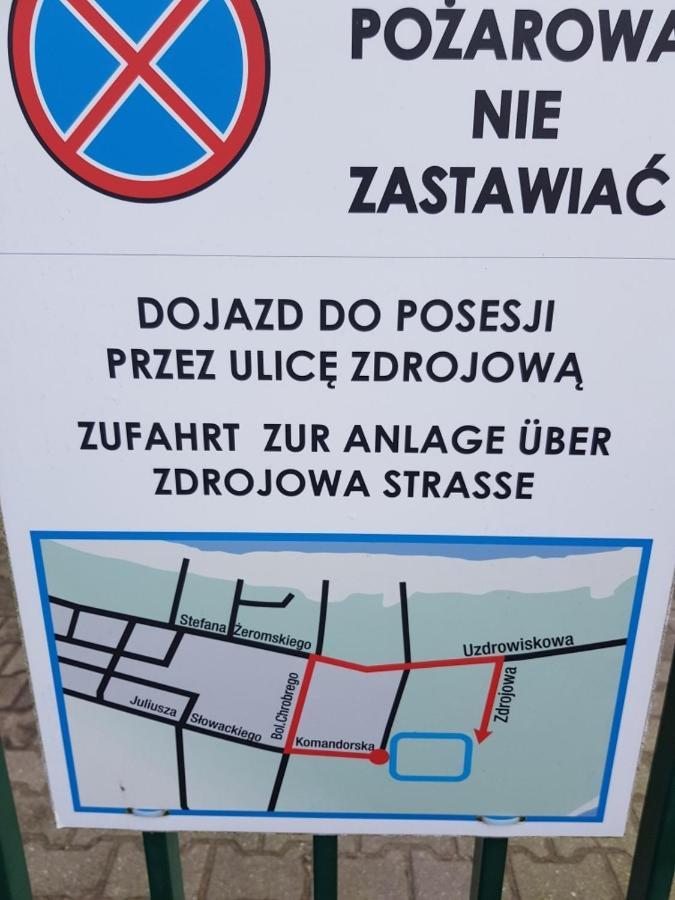 POŻAROWA
NIE
ZASTAWIAĆ
DOJAZD DO POSESJI
PRZEZ ULICĘ ZDROJOWĄ
ZUFAHRT ZUR ANLAGE ÜBER
ZDROJOWA STRASSE
Stefana Żeromskiego
Uzdrowiskowa
Zdrojowa
Bol.Chrobrego
Juliusza Słowackiego
Komandorska